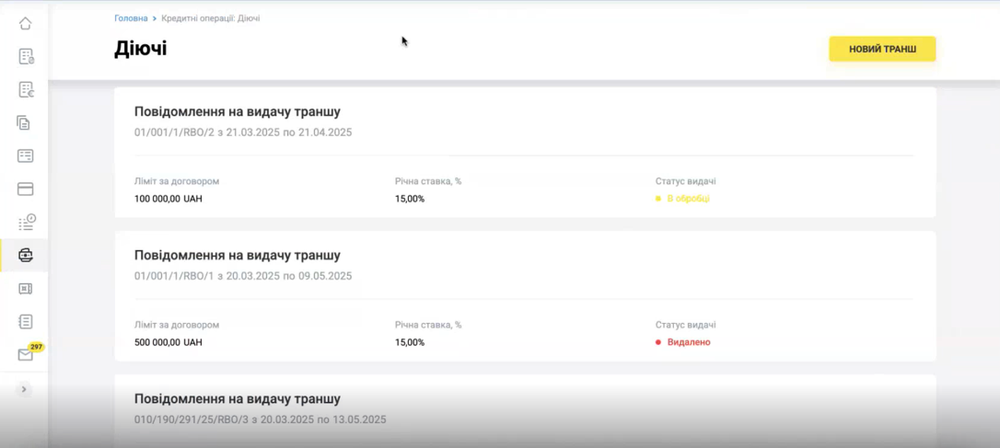 Головна > Кредитні операції: Діючі
Діючі
НОВИЙ ТРАНШ
Повідомлення на видачу траншу
01/001/1/RBO/2 з 21.03.2025 по 21.04.2025
Ліміт за договором Річна ставка, % Статус видачі
100 000,00 UAH 15,00% В обробці
Повідомлення на видачу траншу
01/001/1/RBO/1 з 20.03.2025 по 09.05.2025
Ліміт за договором Річна ставка, % Статус видачі
500 000,00 UAH 15,00% Видалено
297
Повідомлення на видачу траншу
010/190/291/25/RBO/3 з 20.03.2025 по 13.05.2025